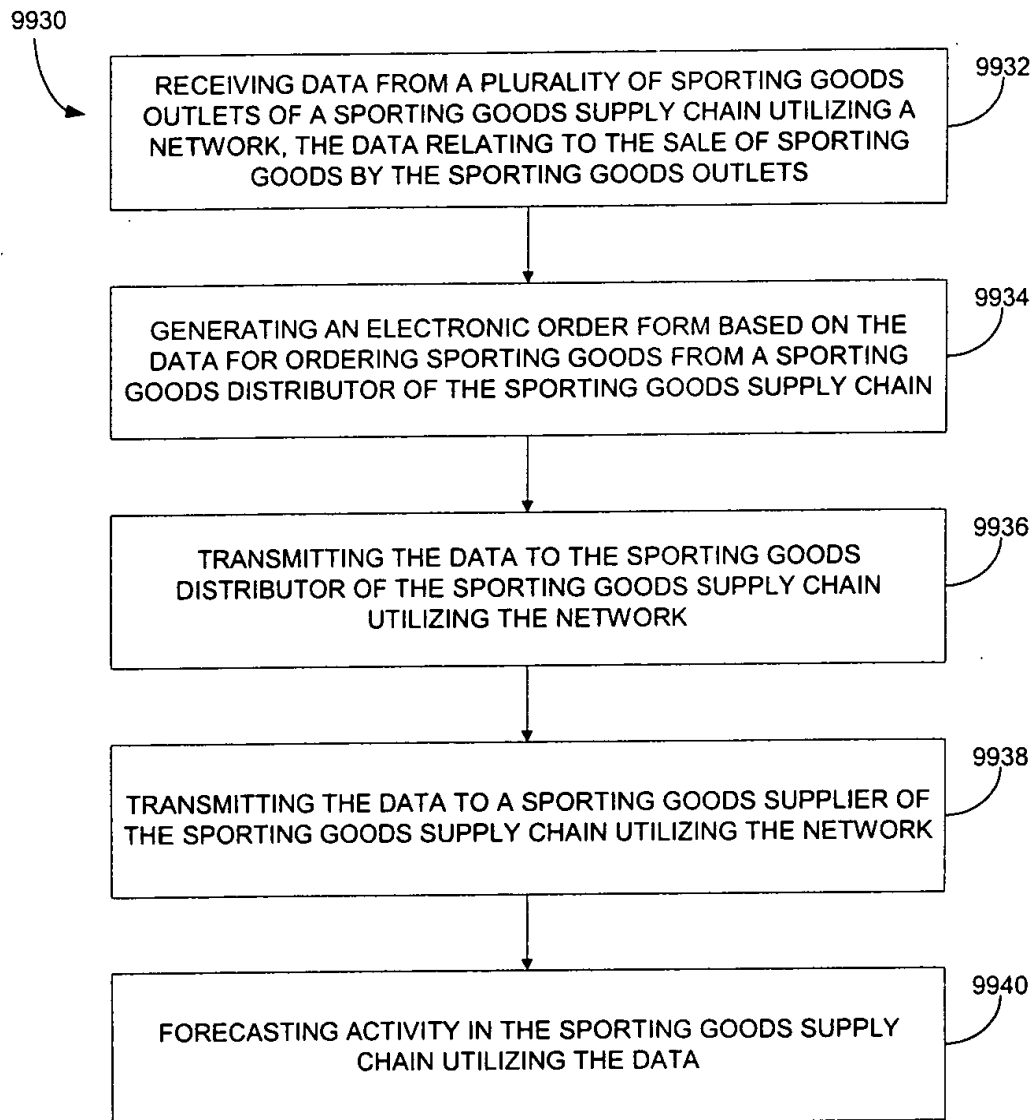 9930
RECEIVING DATA FROM A PLURALITY OF SPORTING GOODS
OUTLETS OF A SPORTING GOODS SUPPLY CHAIN UTILIZING A
NETWORK, THE DATA RELATING TO THE SALE OF SPORTING
GOODS BY THE SPORTING GOODS OUTLETS
9932
GENERATING AN ELECTRONIC ORDER FORM BASED ON THE
DATA FOR ORDERING SPORTING GOODS FROM A SPORTING
GOODS DISTRIBUTOR OF THE SPORTING GOODS SUPPLY CHAIN
9934
TRANSMITTING THE DATA TO THE SPORTING GOODS
DISTRIBUTOR OF THE SPORTING GOODS SUPPLY CHAIN
UTILIZING THE NETWORK
9936
TRANSMITTING THE DATA TO A SPORTING GOODS SUPPLIER OF
THE SPORTING GOODS SUPPLY CHAIN UTILIZING THE NETWORK
9938
FORECASTING ACTIVITY IN THE SPORTING GOODS SUPPLY
CHAIN UTILIZING THE DATA
9940